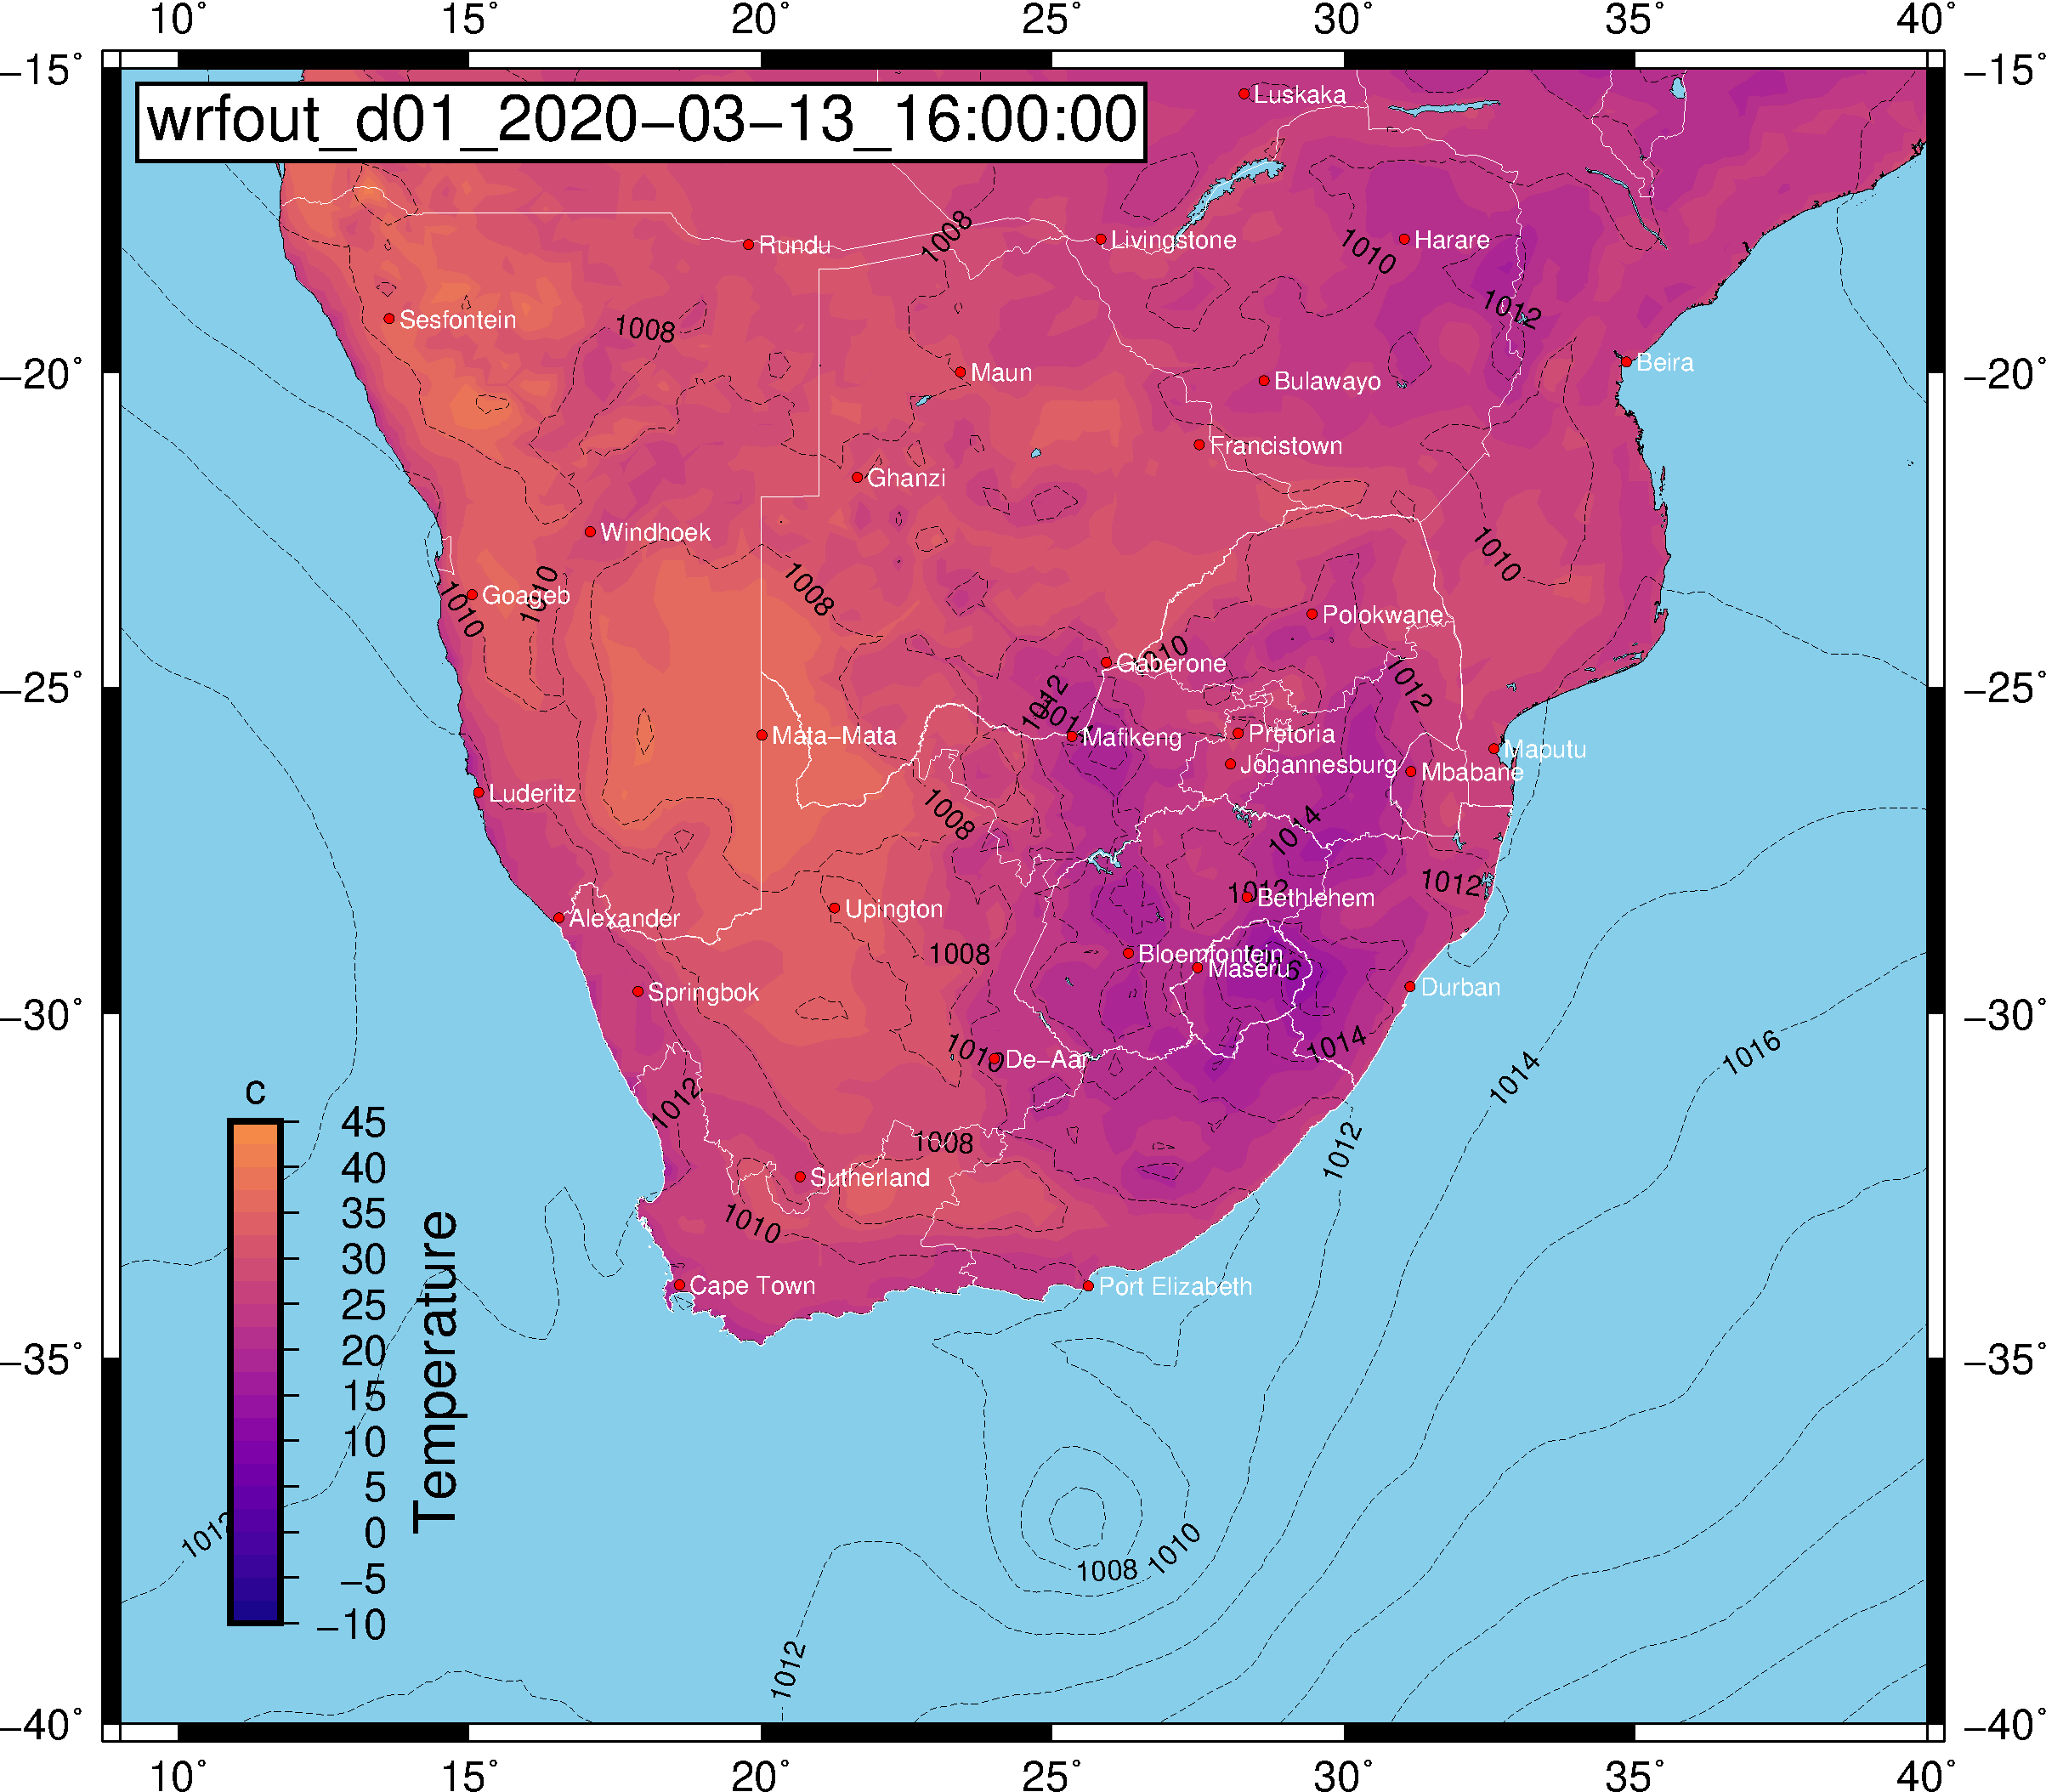 10° 15° 20° 25° 30° 35° 40°
−15° −15°
wrfout_d01_2020−03−13_16:00:00
Luskaka
Rundu
1008
Livingstone
1010
Harare
Sesfontein
1008
1012
Beira
Maun
−20° −20°
Bulawayo
Francistown
Ghanzi
Windhoek
1010
1008
1010
Goageb
1010
Polokwane
1010
Gaberone
1012
−25° −25°
1012
Mata−Mata
Mafikeng
Pretoria
Maputu
Johannesburg
Mbabane
Luderitz
1008
1014
1012
1012
Bethlehem
Alexander
Upington
1008
Bloemfontein
Maseru
Durban
Springbok
−30° −30°
1010
De−Aar
1014
1016
1014
c
1012
1008
1012
Sutherland
1010
Cape Town
Port Elizabeth
45
40
35
30
25
20
15
10
5
0
−5
−10
Temperature
−35° −35°
1012
1008
1010
1012
−40° −40°
10° 15° 20° 25° 30° 35° 40°